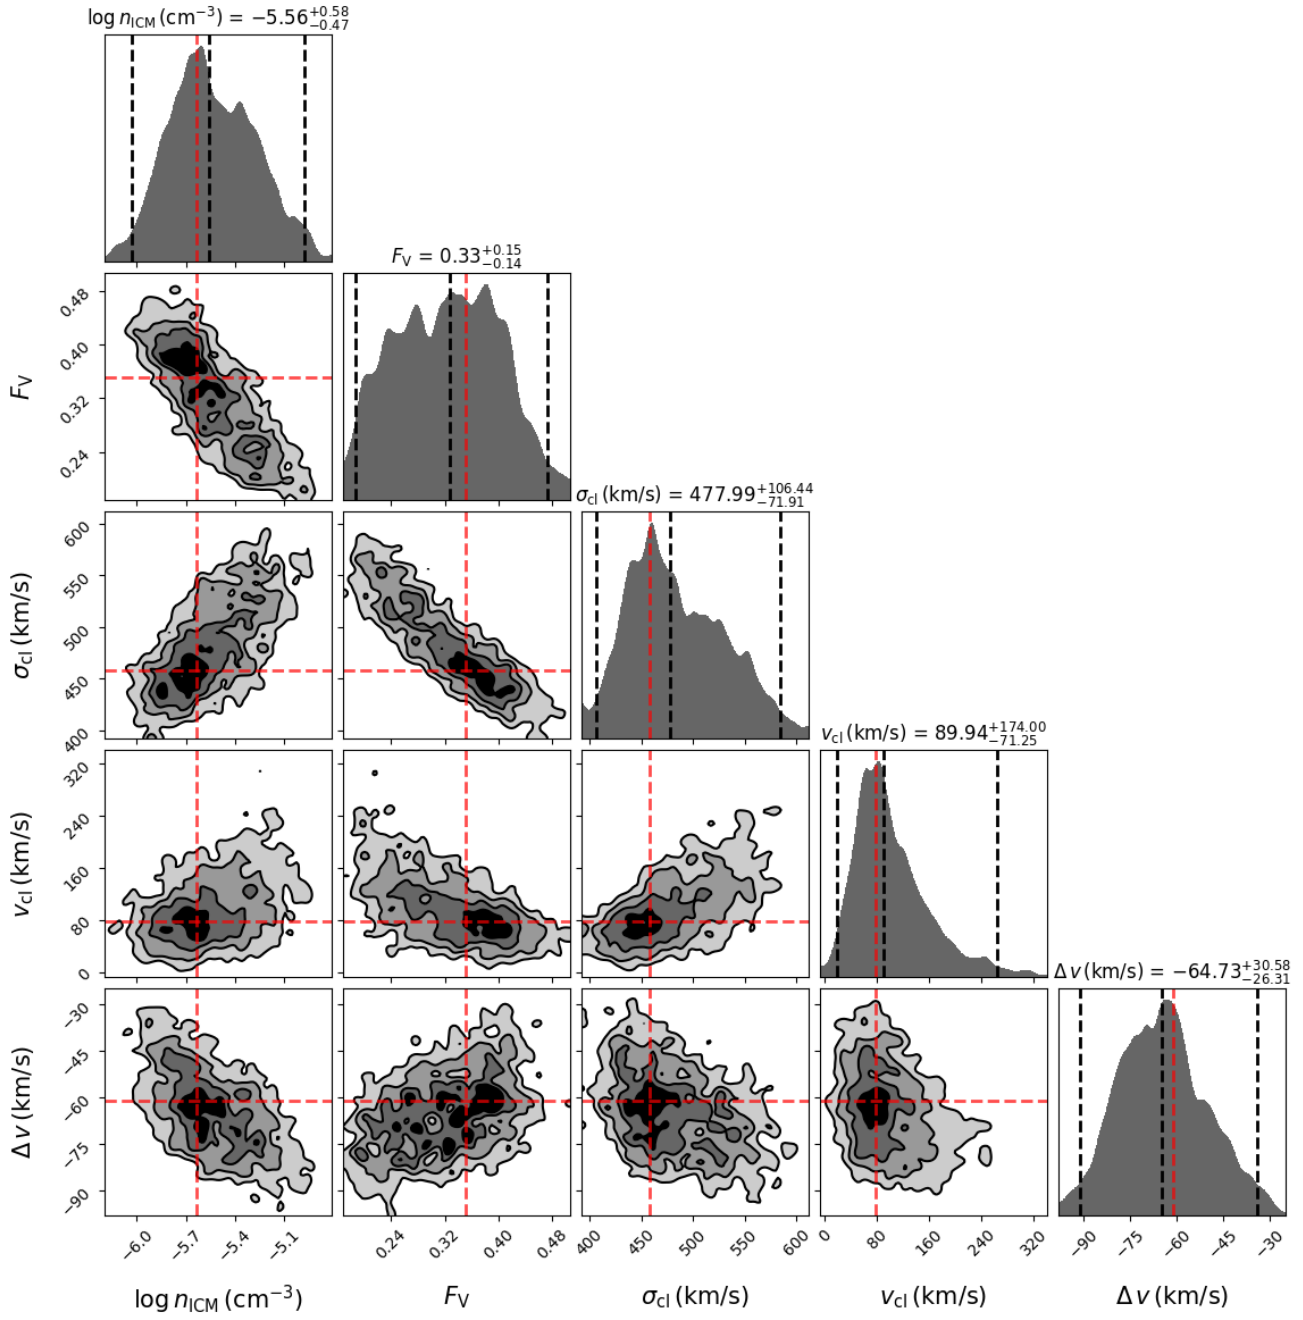 log n_ICM (cm⁻³) = −5.56 +0.58 −0.47
F_V = 0.33 +0.15 −0.14
0.48
0.40
0.32
0.24
F_V
σ_cl (km/s) = 477.99 +106.44 −71.91
600
550
500
450
400
σ_cl (km/s)
v_cl (km/s) = 89.94 +174.00 −71.25
320
240
160
80
0
v_cl (km/s)
Δv (km/s) = −64.73 +30.58 −26.31
−30
−45
−60
−75
−90
Δv (km/s)
−6.0 −5.7 −5.4 −5.1
0.24 0.32 0.40 0.48
400 450 500 550 600
0 80 160 240 320
−90 −75 −60 −45 −30
log n_ICM (cm⁻³)
F_V
σ_cl (km/s)
v_cl (km/s)
Δv (km/s)